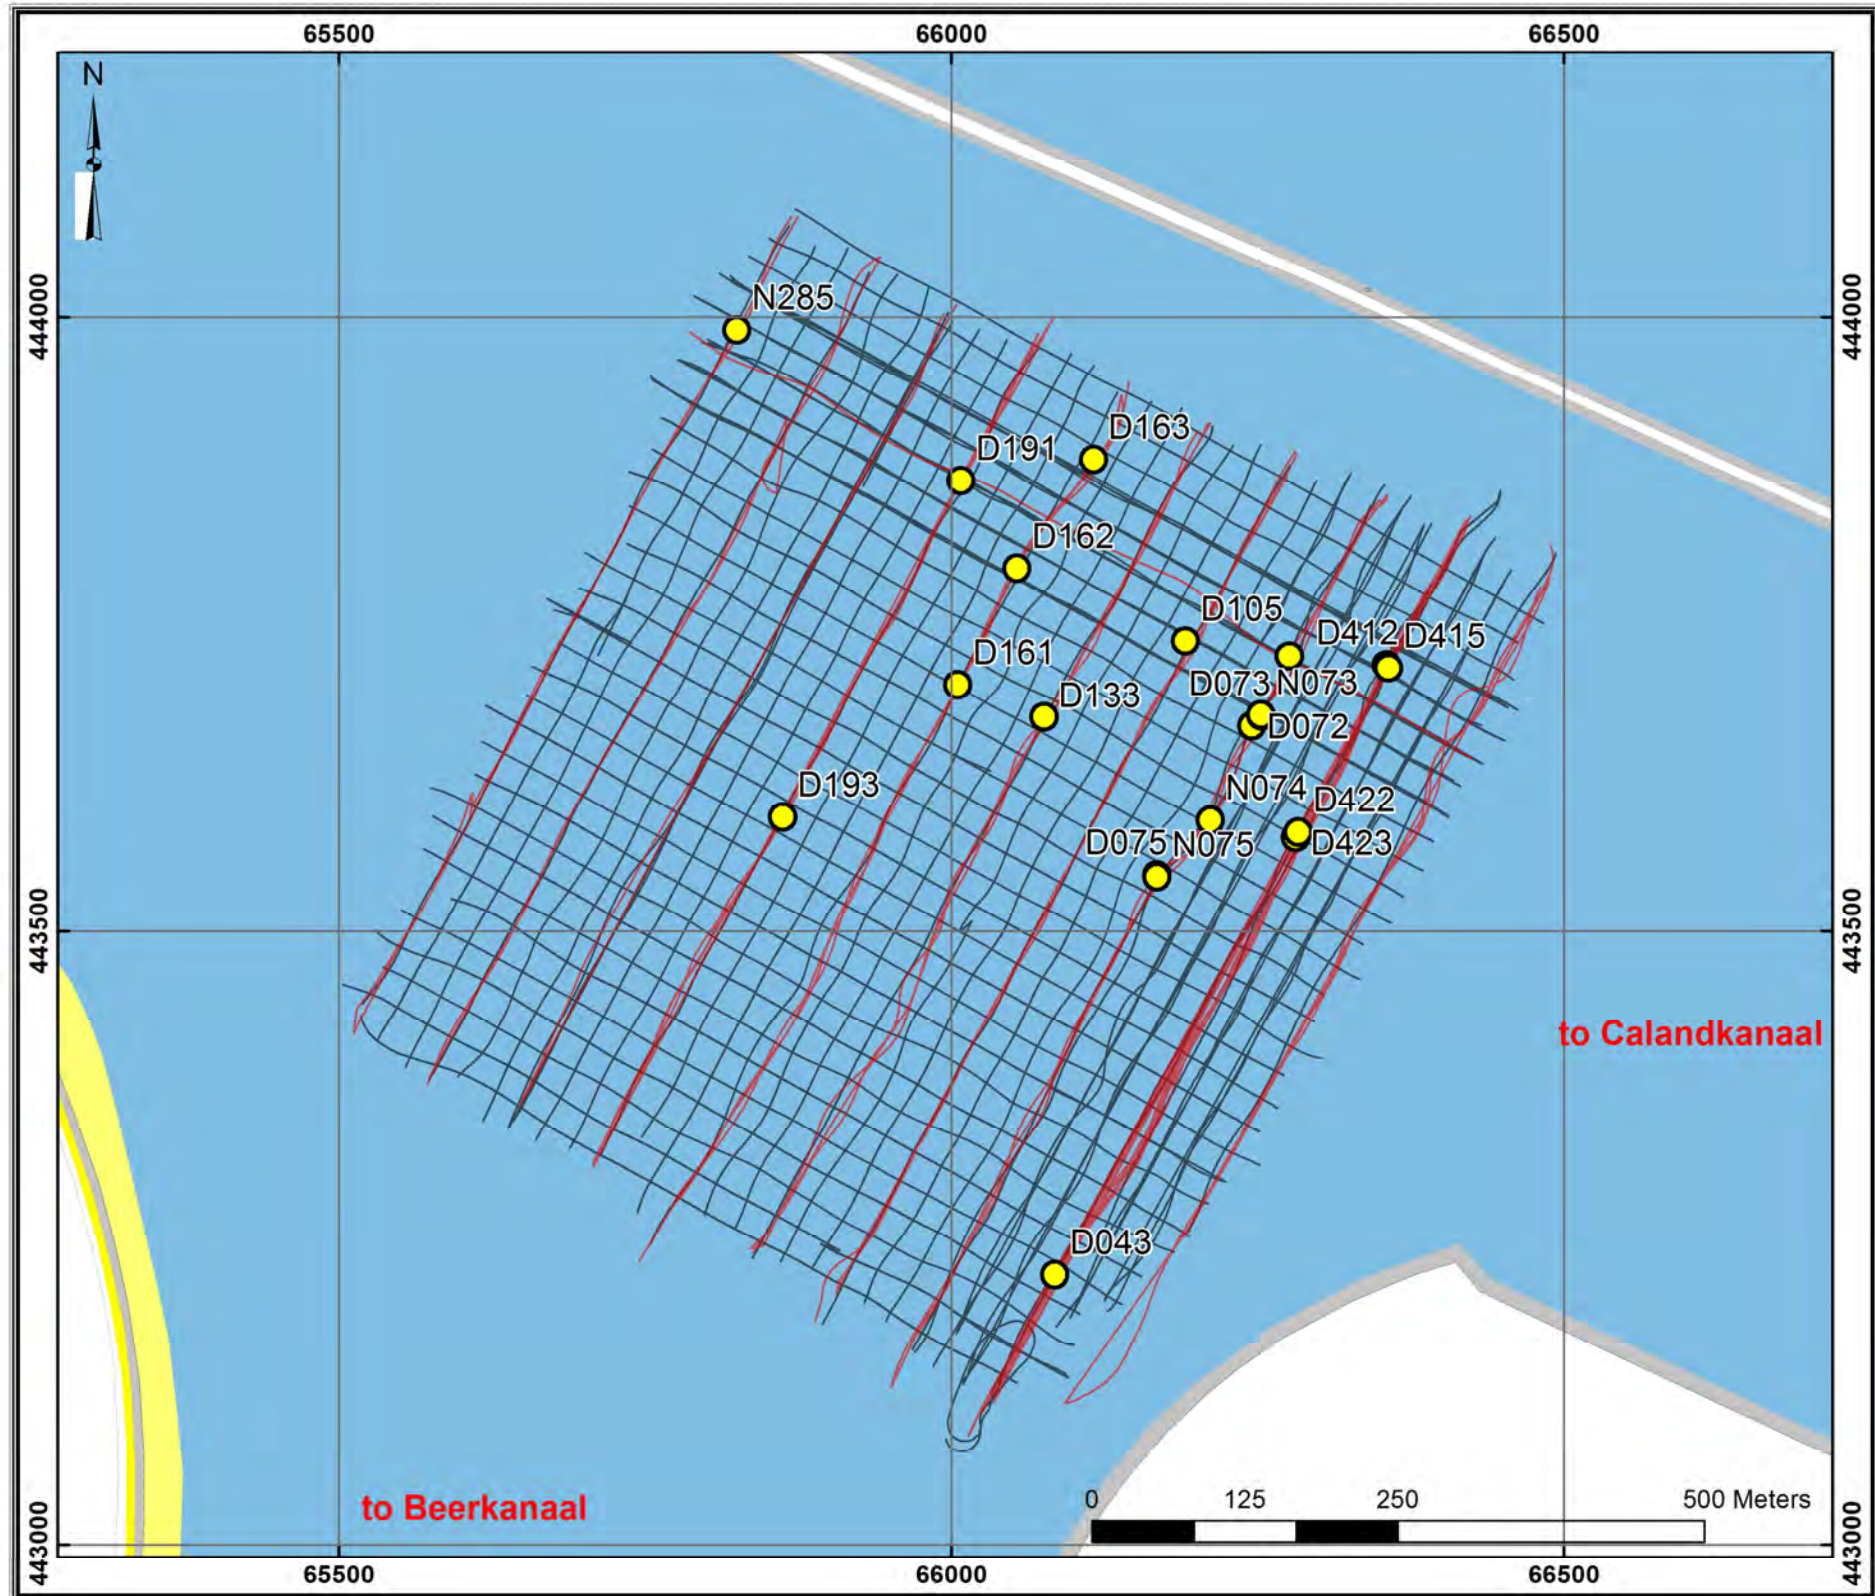 65500 66000 66500
N
N285
444000 444000
D163
D191
D162
D105
D412 D415
D161
D073 N073
D133
D072
D193
N074
D422
D075 N075
D423
443500 443500
to Calandkanaal
D043
0 125 250 500 Meters
to Beerkanaal
443000 443000
65500 66000 66500